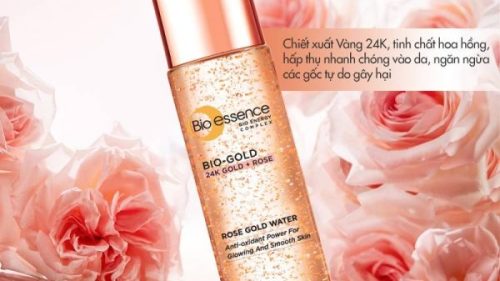 Chiết xuất Vàng 24K, tinh chất hoa hồng,
hấp thụ nhanh chóng vào da, ngăn ngừa
các gốc tự do gây hại
Bio essence
BIO ENERGY
COMPLEX
BIO-GOLD
24K GOLD + ROSE
ROSE GOLD WATER
Anti-oxidant Power For
Glowing And Smooth Skin